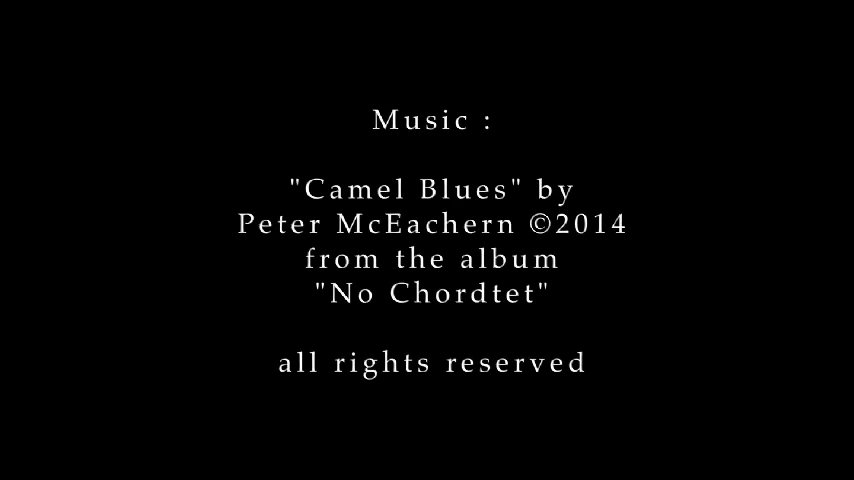 Music :
"Camel Blues" by
Peter McEachern ©2014
from the album
"No Chordtet"
all rights reserved